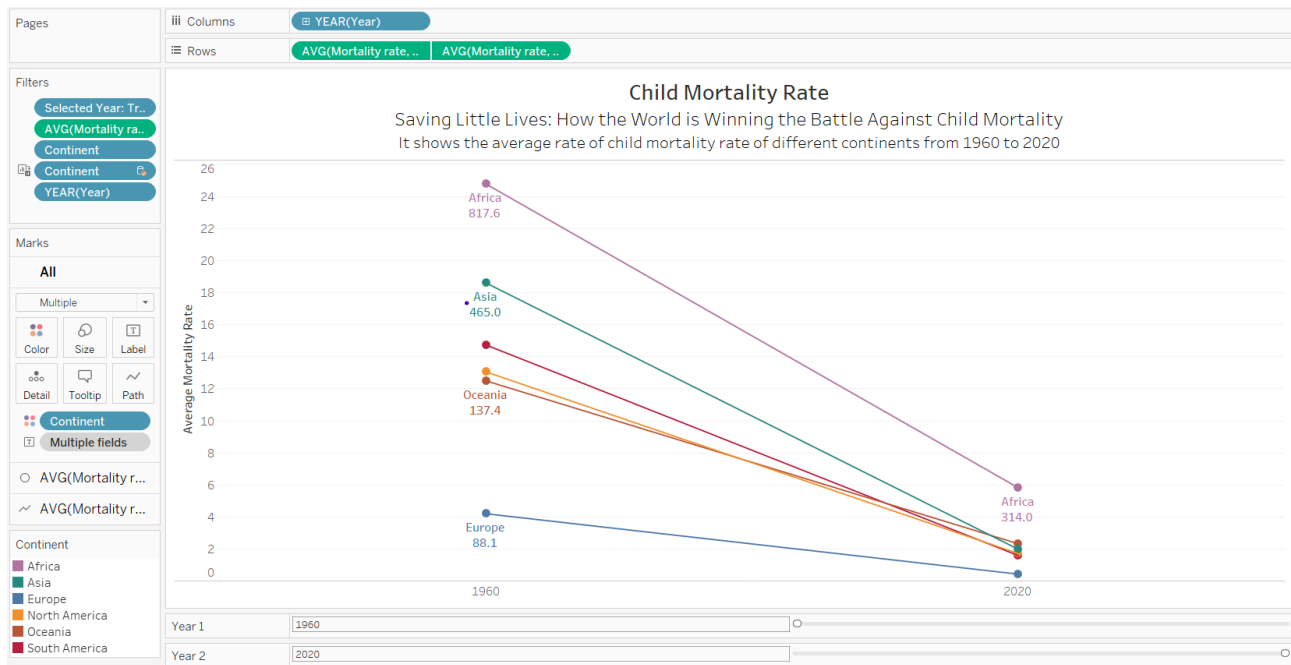 Pages
Columns
YEAR(Year)
Rows
AVG(Mortality rate, ..
AVG(Mortality rate, ..
Filters
Selected Year: Tr..
AVG(Mortality ra..
Continent
Continent
YEAR(Year)
Marks
All
Multiple
Color
Size
Label
Detail
Tooltip
Path
Continent
Multiple fields
AVG(Mortality r...
AVG(Mortality r...
Continent
Africa
Asia
Europe
North America
Oceania
South America
Child Mortality Rate
Saving Little Lives: How the World is Winning the Battle Against Child Mortality
It shows the average rate of child mortality rate of different continents from 1960 to 2020
Average Mortality Rate
26
24
22
20
18
16
14
12
10
8
6
4
2
0
Africa
817.6
Asia
465.0
Oceania
137.4
Europe
88.1
Africa
314.0
1960
2020
Year 1
1960
Year 2
2020